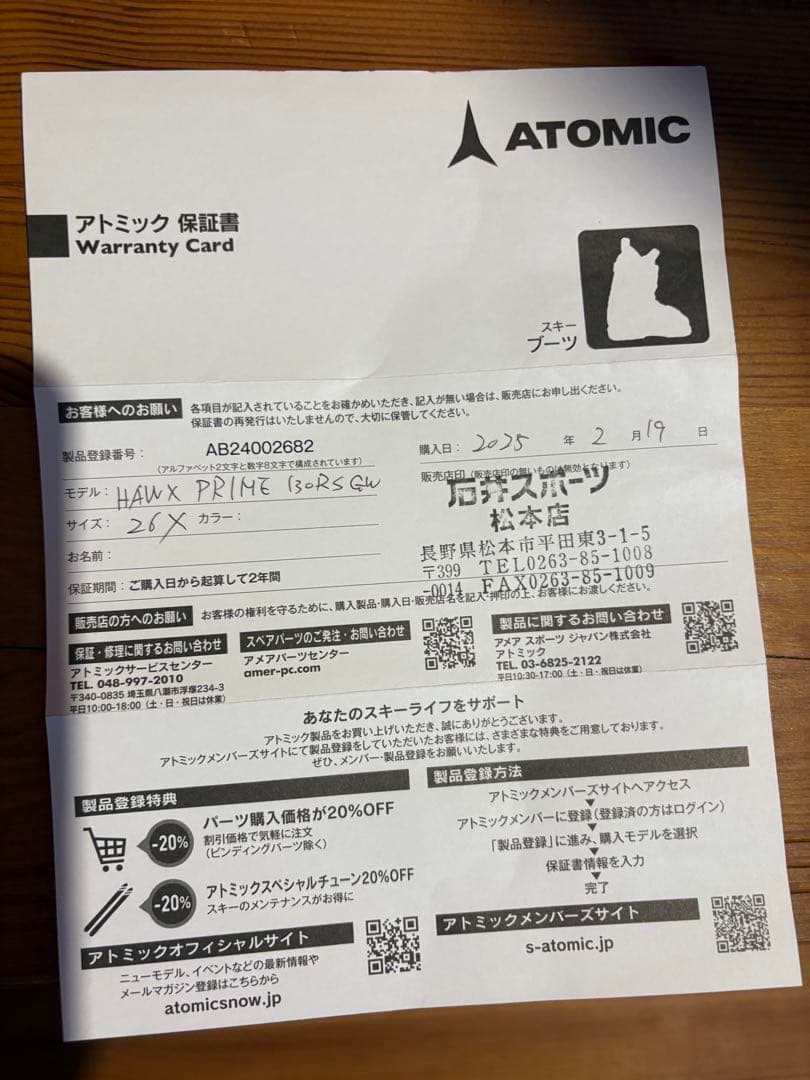 ATOMIC
アトミック 保証書
Warranty Card
スキー
ブーツ
お客様へのお願い
各項目が記入されていることをお確かめいただき、記入が無い場合は、販売店にお申し出ください。
保証書の再発行はいたしませんので、大切に保管してください。
製品登録番号： AB24002682
(アルファベット2文字と数字8文字で構成されています)
モデル： HAWX PRIME 130RS GW
サイズ： 26X カラー：
お名前：
保証期間：ご購入日から起算して2年間
購入日： 2025 年 2 月 19 日
販売店印 (販売店印の無いものは無効となります)
石井スポーツ
松本店
長野県松本市平田東3-1-5
〒399 TEL0263-85-1008
-0014 FAX0263-85-1009
販売店の方へのお願い
お客様の権利を守るために、購入製品・購入日・販売店名を記入・押印の上、お客様にお渡しください。
保証・修理に関するお問い合わせ
アトミックサービスセンター
TEL. 048-997-2010
〒340-0835 埼玉県八潮市浮塚234-3
平日10:00-18:00（土・日・祝日は休業）
スペアパーツのご発注・お問い合わせ
アメアパーツセンター
amer-pc.com
製品に関するお問い合わせ
アメア スポーツ ジャパン株式会社
アトミック
TEL. 03-6825-2122
平日10:30-17:00（土・日・祝日は休業）
あなたのスキーライフをサポート
アトミック製品をお買い上げいただき、誠にありがとうございます。
アトミックメンバーズサイトにて製品登録をしていただいたお客様には、さまざまな特典をご用意しております。
ぜひ、メンバー・製品登録をお願いいたします。
製品登録特典
-20%
パーツ購入価格が20%OFF
割引価格で気軽に注文
(ビンディングパーツ除く)
-20%
アトミックスペシャルチューン20%OFF
スキーのメンテナンスがお得に
アトミックオフィシャルサイト
ニューモデル、イベントなどの最新情報や
メールマガジン登録はこちらから
atomicsnow.jp
製品登録方法
アトミックメンバーズサイトへアクセス
アトミックメンバーに登録（登録済の方はログイン）
「製品登録」に進み、購入モデルを選択
保証書情報を入力
完了
アトミックメンバーズサイト
s-atomic.jp